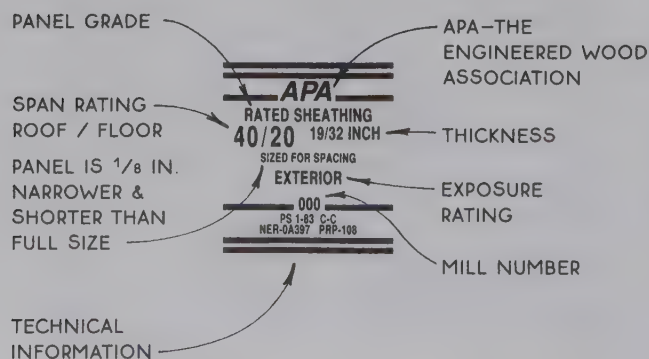 PANEL GRADE
APA–THE
ENGINEERED WOOD
ASSOCIATION
APA
RATED SHEATHING
SPAN RATING
ROOF / FLOOR
40/20 19/32 INCH
THICKNESS
SIZED FOR SPACING
PANEL IS 1/8 IN.
NARROWER &
SHORTER THAN
FULL SIZE
EXTERIOR
EXPOSURE
RATING
000
PS 1-83 C-C
NER-0A397 PRP-108
MILL NUMBER
TECHNICAL
INFORMATION